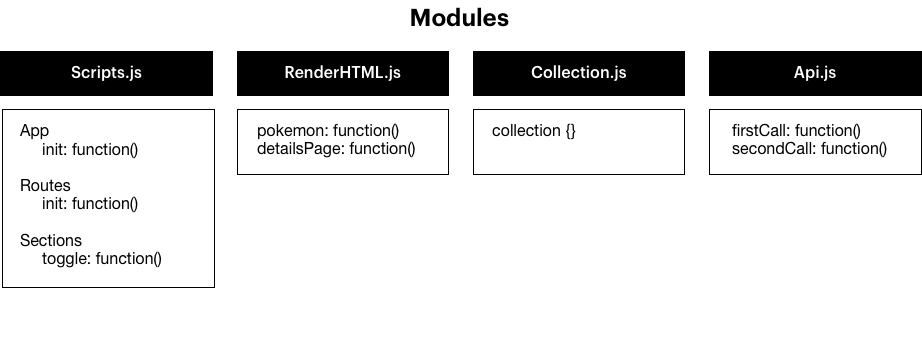 Modules
Scripts.js
App
init: function()
Routes
init: function()
Sections
toggle: function()
RenderHTML.js
pokemon: function()
detailsPage: function()
Collection.js
collection {}
Api.js
firstCall: function()
secondCall: function()